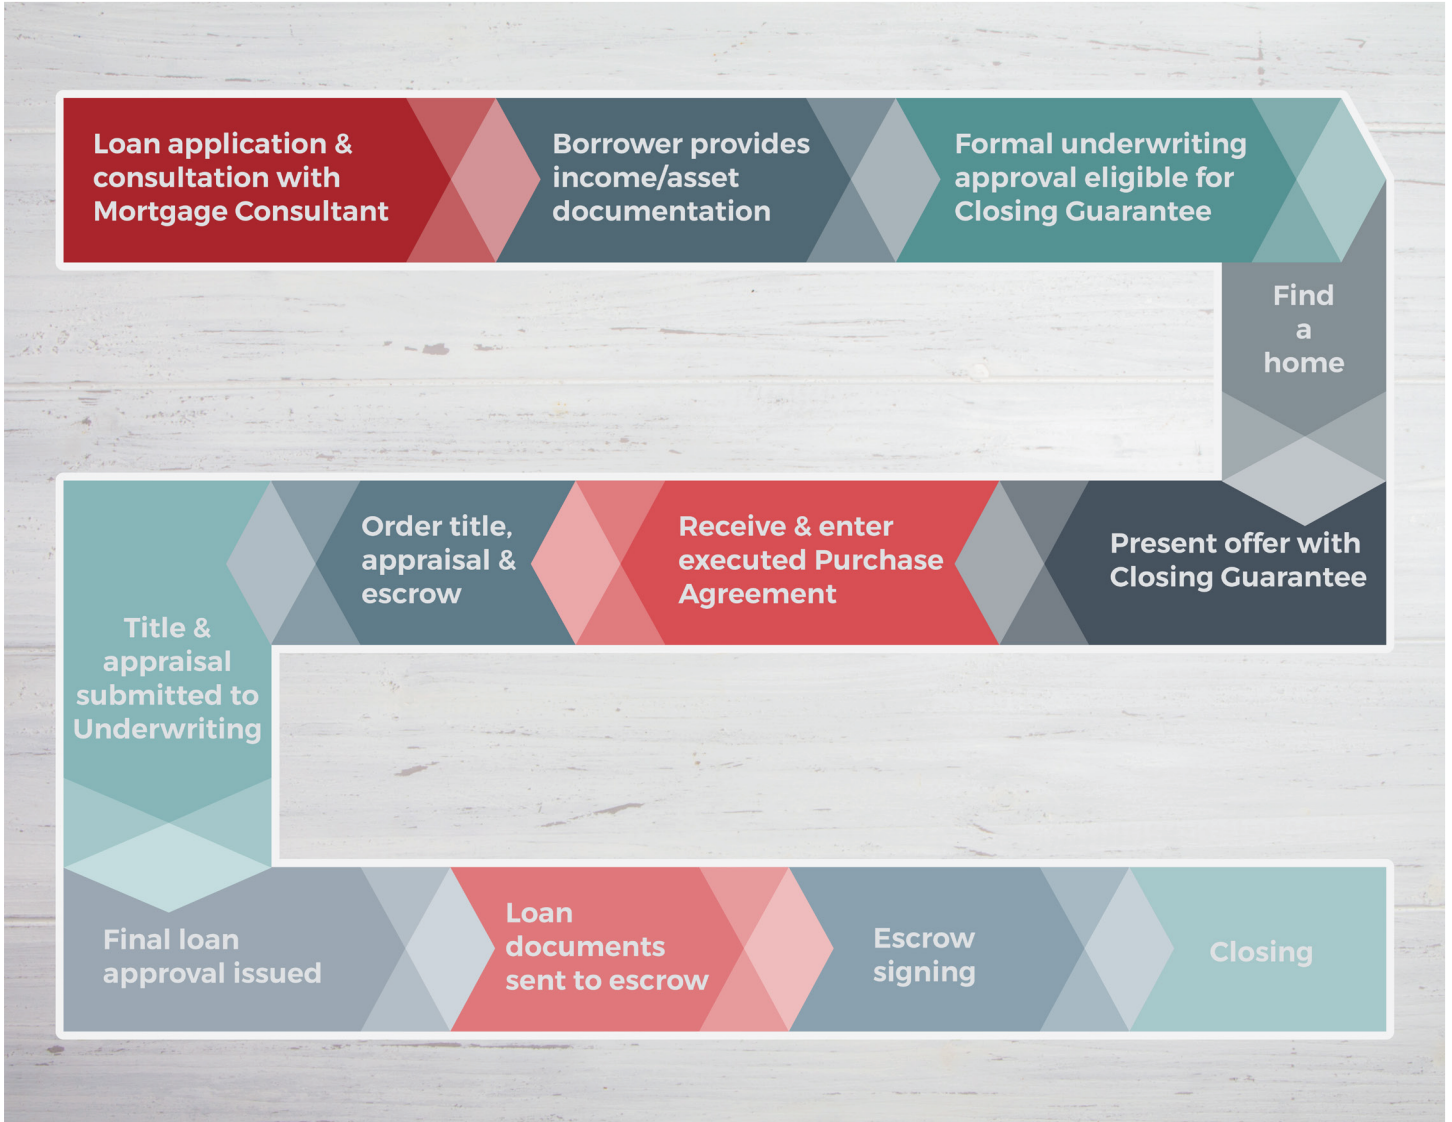 Loan application &
consultation with
Mortgage Consultant
Borrower provides
income/asset
documentation
Formal underwriting
approval eligible for
Closing Guarantee
Find
a
home
Present offer with
Closing Guarantee
Receive & enter
executed Purchase
Agreement
Order title,
appraisal &
escrow
Title &
appraisal
submitted to
Underwriting
Final loan
approval issued
Loan
documents
sent to escrow
Escrow
signing
Closing